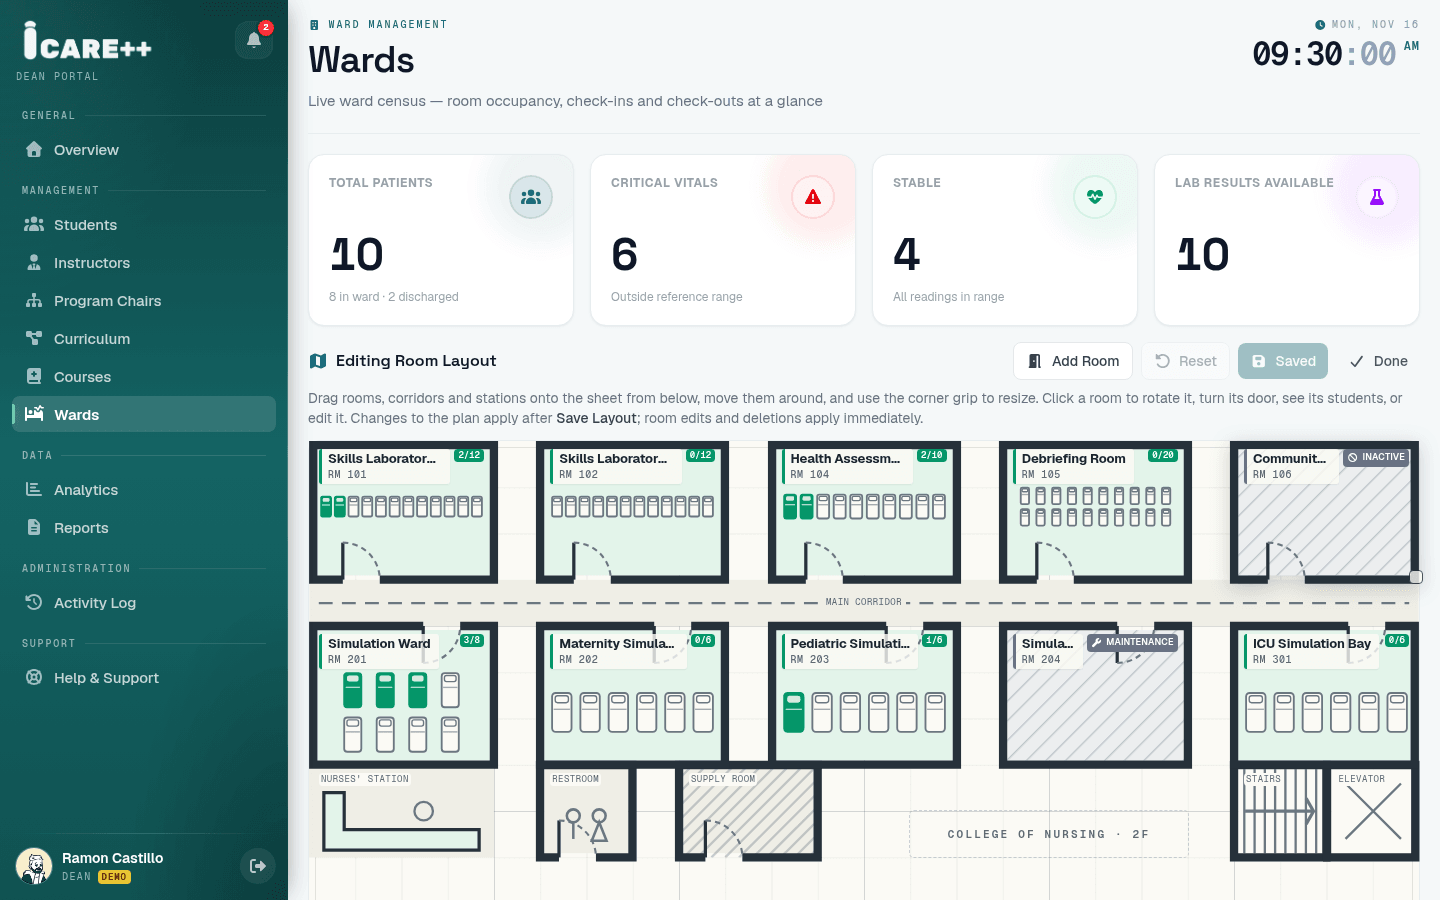 iCARE++
2
DEAN PORTAL
GENERAL
Overview
MANAGEMENT
Students
Instructors
Program Chairs
Curriculum
Courses
Wards
DATA
Analytics
Reports
ADMINISTRATION
Activity Log
SUPPORT
Help & Support
Ramon Castillo
DEAN DEMO
WARD MANAGEMENT
Wards
Live ward census — room occupancy, check-ins and check-outs at a glance
MON, NOV 16
09:30:00 AM
TOTAL PATIENTS
10
8 in ward · 2 discharged
CRITICAL VITALS
6
Outside reference range
STABLE
4
All readings in range
LAB RESULTS AVAILABLE
10
Editing Room Layout
Add Room
Reset
Saved
Done
Drag rooms, corridors and stations onto the sheet from below, move them around, and use the corner grip to resize. Click a room to rotate it, turn its door, see its students, or
edit it. Changes to the plan apply after Save Layout; room edits and deletions apply immediately.
Skills Laborator...
2/12
RM 101
Skills Laborator...
0/12
RM 102
Health Assessm...
2/10
RM 104
Debriefing Room
0/20
RM 105
Communit...
INACTIVE
RM 106
MAIN CORRIDOR
Simulation Ward
3/8
RM 201
Maternity Simula...
0/6
RM 202
Pediatric Simulati...
1/6
RM 203
Simula...
MAINTENANCE
RM 204
ICU Simulation Bay
0/6
RM 301
NURSES' STATION
RESTROOM
SUPPLY ROOM
COLLEGE OF NURSING · 2F
STAIRS
ELEVATOR